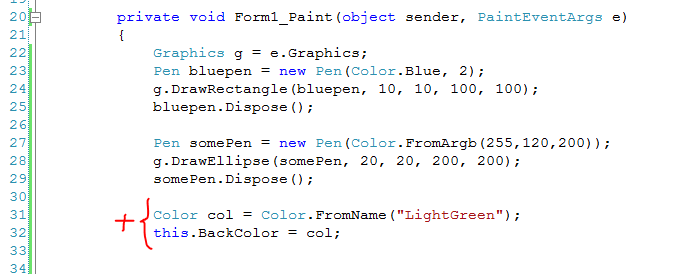 20 private void Form1_Paint(object sender, PaintEventArgs e)
21 {
22 Graphics g = e.Graphics;
23 Pen bluepen = new Pen(Color.Blue, 2);
24 g.DrawRectangle(bluepen, 10, 10, 100, 100);
25 bluepen.Dispose();
26
27 Pen somePen = new Pen(Color.FromArgb(255,120,200));
28 g.DrawEllipse(somePen, 20, 20, 200, 200);
29 somePen.Dispose();
30
31 Color col = Color.FromName("LightGreen");
+ { 32 this.BackColor = col;
33
34